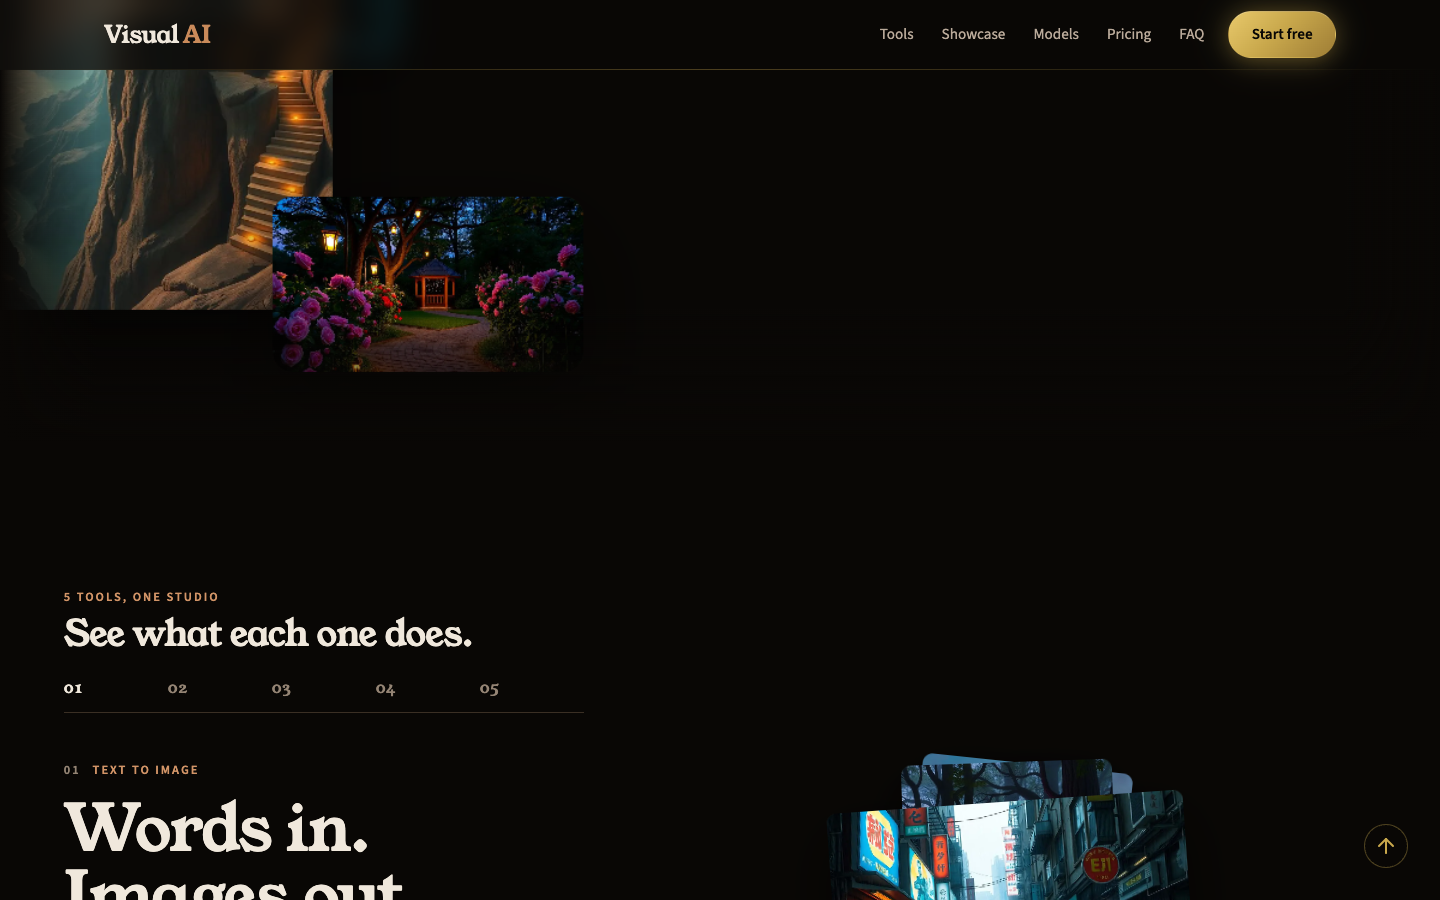 Visual AI
Tools
Showcase
Models
Pricing
FAQ
Start free
5 TOOLS, ONE STUDIO
See what each one does.
01
02
03
04
05
01 TEXT TO IMAGE
Words in.
Images out.